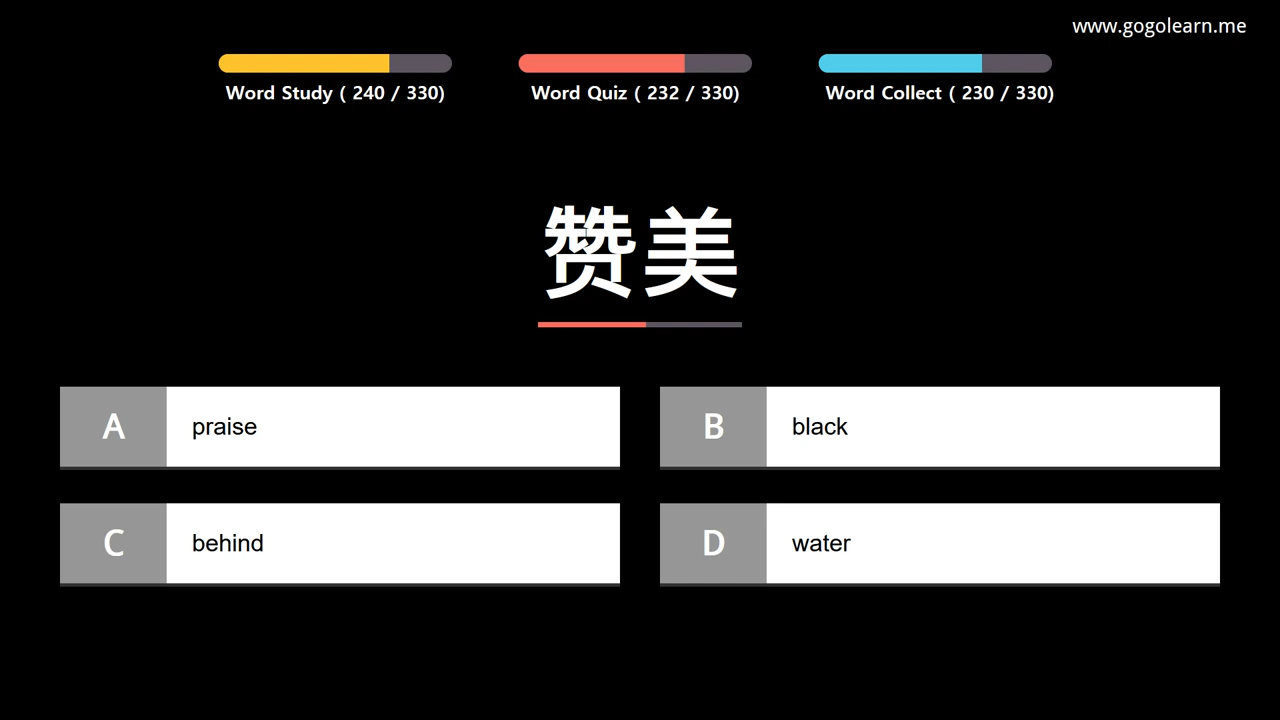 www.gogolearn.me
Word Study ( 240 / 330)
Word Quiz ( 232 / 330)
Word Collect ( 230 / 330)
赞美
A praise
B black
C behind
D water